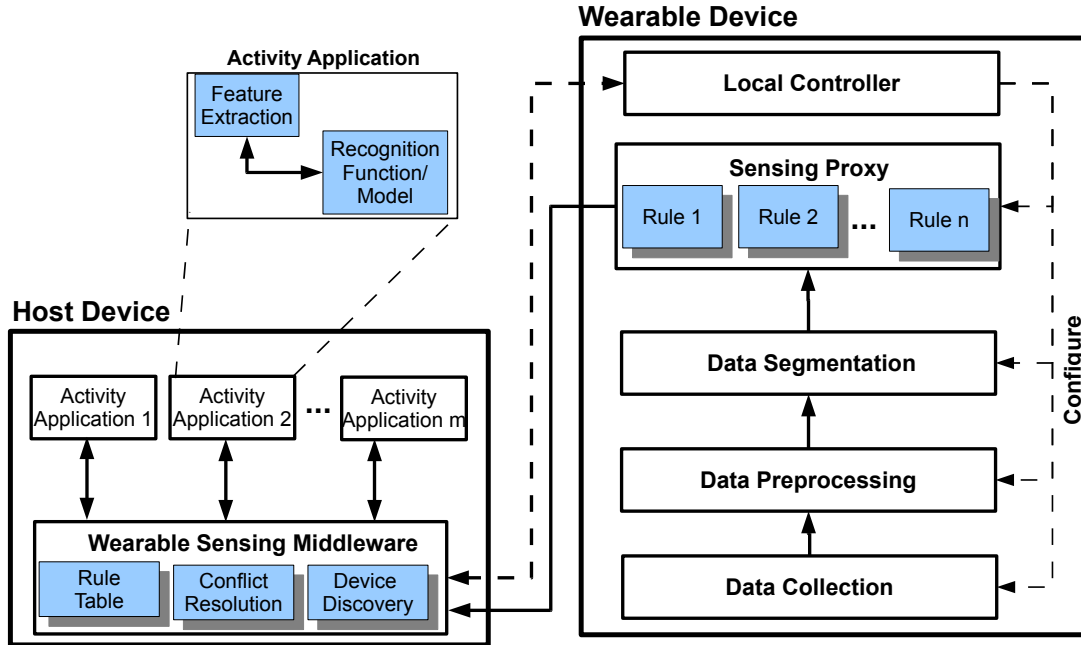 Wearable Device
Activity Application
Feature
Extraction
Recognition
Function/
Model
Local Controller
Sensing Proxy
Rule 1
Rule 2
...
Rule n
Data Segmentation
Data Preprocessing
Data Collection
Configure
Host Device
Activity
Application 1
Activity
Application 2
...
Activity
Application m
Wearable Sensing Middleware
Rule
Table
Conflict
Resolution
Device
Discovery